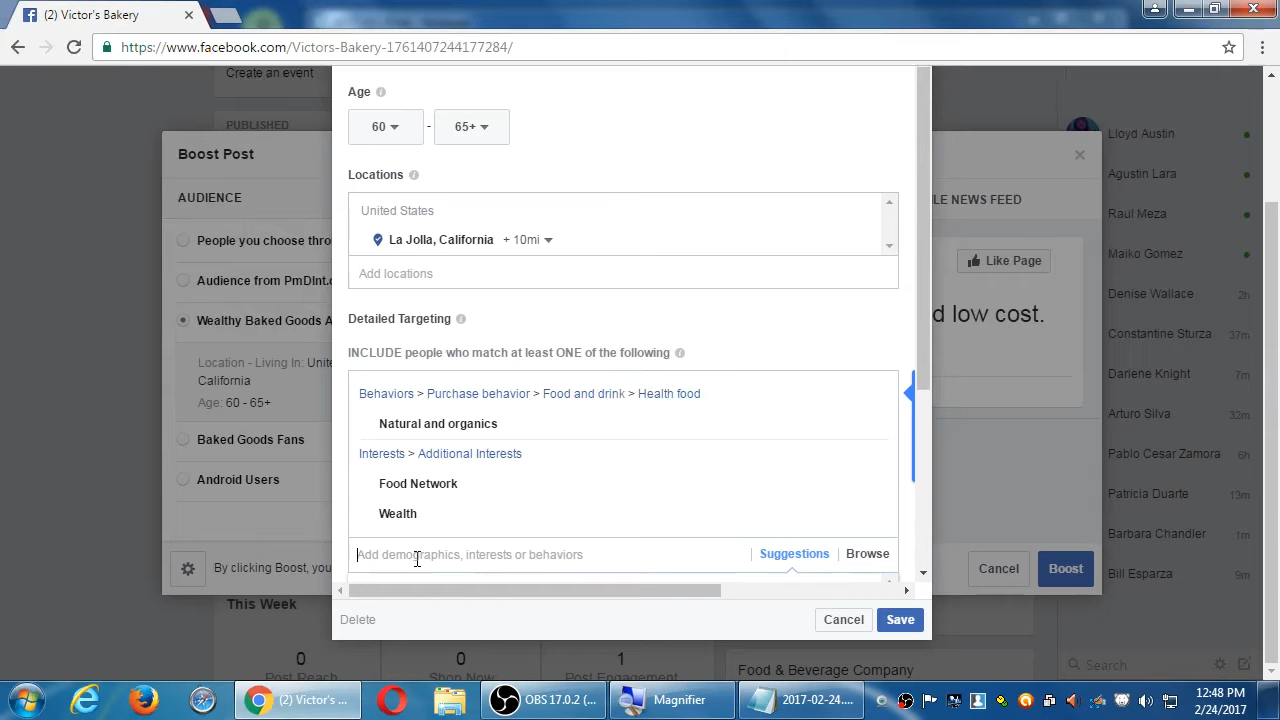 (2) Victor's Bakery
https://www.facebook.com/Victors-Bakery-1761407244177284/
Create an event
PUBLISHED
Boost Post
AUDIENCE
People you choose thro
Audience from PmDInt.c
Wealthy Baked Goods A
Location - Living In: Unite
California
Age: 60 - 65+
Baked Goods Fans
Android Users
By clicking Boost, you
This Week
Age
60
-
65+
Locations
United States
La Jolla, California + 10mi
Add locations
Detailed Targeting
INCLUDE people who match at least ONE of the following
Behaviors > Purchase behavior > Food and drink > Health food
Natural and organics
Interests > Additional Interests
Food Network
Wealth
Add demographics, interests or behaviors
Suggestions
Browse
Delete
Cancel
Save
LE NEWS FEED
Like Page
d low cost.
Cancel
Boost
0
Post Reach
0
Shop Now
1
Post Engagement
Food & Beverage Company
Lloyd Austin
Agustin Lara
Raul Meza
Maiko Gomez
Denise Wallace 2h
Constantine Sturza 37m
Darlene Knight 7m
Arturo Silva 32m
Pablo Cesar Zamora 6h
Patricia Duarte 13m
Barbara Chandler 1m
Bill Esparza 9m
Search
(2) Victor's ...
OBS 17.0.2 (...
Magnifier
2017-02-24....
12:48 PM
2/24/2017